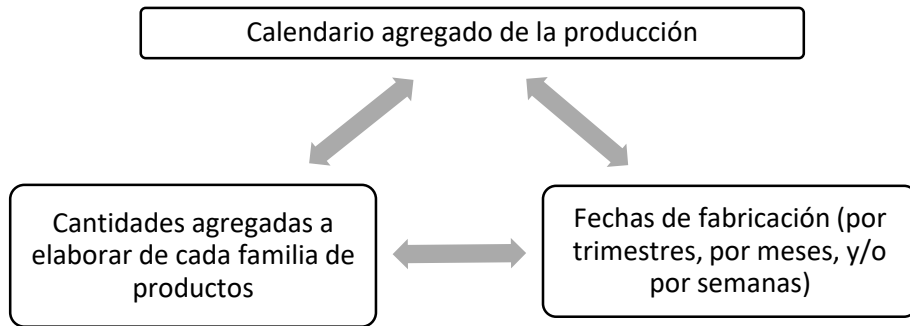 Calendario agregado de la producción
Cantidades agregadas a
elaborar de cada familia de
productos
Fechas de fabricación (por
trimestres, por meses, y/o
por semanas)